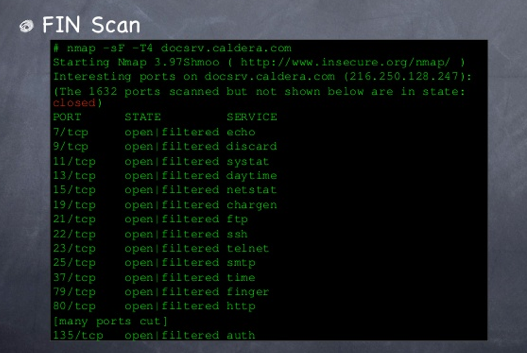 FIN Scan
# nmap -sF -T4 docsrv.caldera.com
Starting Nmap 3.97Shmoo ( http://www.insecure.org/nmap/ )
Interesting ports on docsrv.caldera.com (216.250.128.247):
(The 1632 ports scanned but not shown below are in state:
closed)
PORT STATE SERVICE
7/tcp open|filtered echo
9/tcp open|filtered discard
11/tcp open|filtered systat
13/tcp open|filtered daytime
15/tcp open|filtered netstat
19/tcp open|filtered chargen
21/tcp open|filtered ftp
22/tcp open|filtered ssh
23/tcp open|filtered telnet
25/tcp open|filtered smtp
37/tcp open|filtered time
79/tcp open|filtered finger
80/tcp open|filtered http
[many ports cut]
135/tcp open|filtered auth